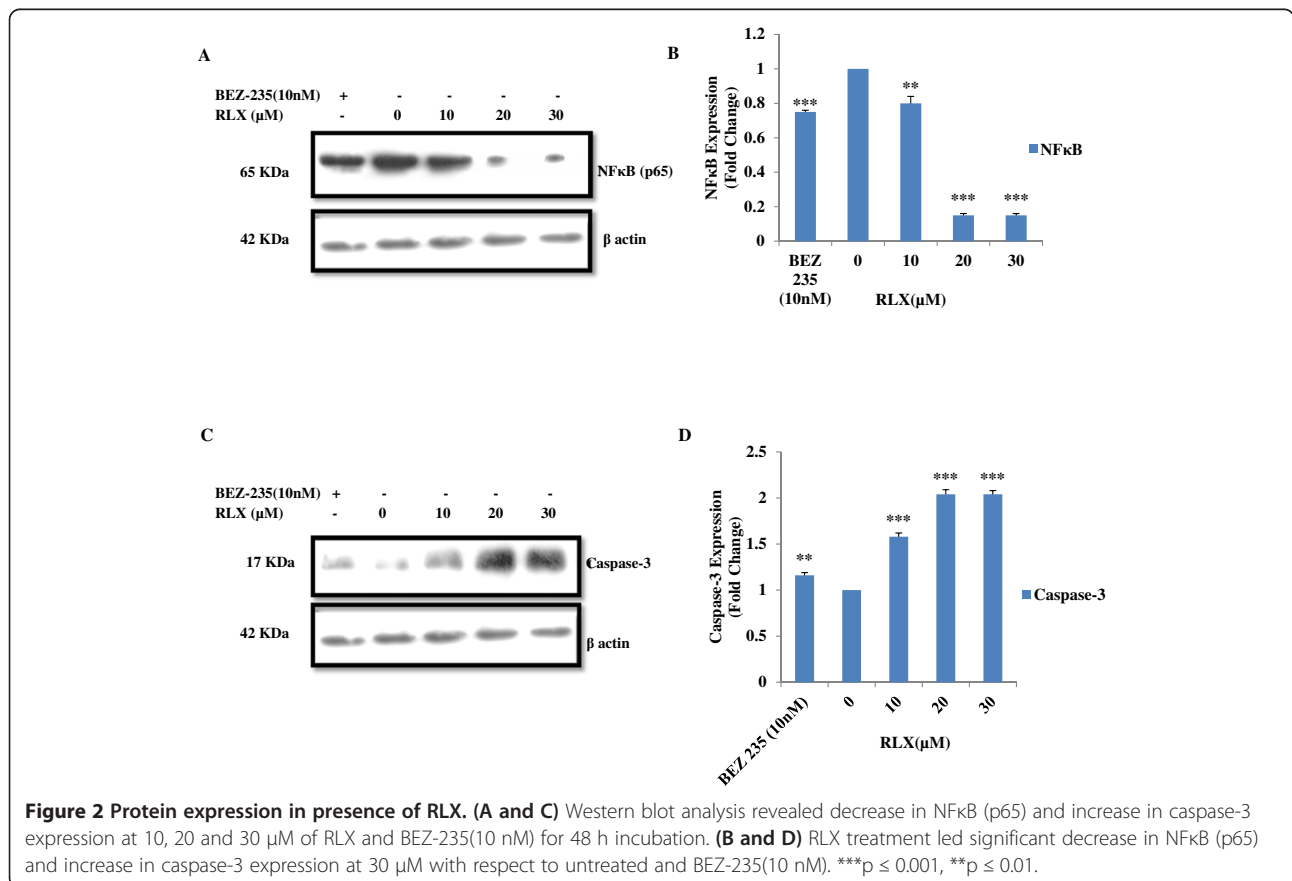 A
BEZ-235(10nM) + - - - -
RLX (µM) - 0 10 20 30
65 KDa NFκB (p65)
42 KDa β actin
B
NFκB Expression
(Fold Change)
1.2
1
0.8
0.6
0.4
0.2
0
*** ** *** ***
NFκB
BEZ 235 (10nM) 0 10 20 30
RLX(µM)
C
BEZ-235(10nM) + - - - -
RLX (µM) - 0 10 20 30
17 KDa Caspase-3
42 KDa β actin
D
Caspase-3 Expression
(Fold Change)
2.5
2
1.5
1
0.5
0
** *** *** ***
Caspase-3
BEZ 235 (10nM) 0 10 20 30
RLX(µM)
Figure 2 Protein expression in presence of RLX. (A and C) Western blot analysis revealed decrease in NFκB (p65) and increase in caspase-3
expression at 10, 20 and 30 µM of RLX and BEZ-235(10 nM) for 48 h incubation. (B and D) RLX treatment led significant decrease in NFκB (p65)
and increase in caspase-3 expression at 30 µM with respect to untreated and BEZ-235(10 nM). ***p ≤ 0.001, **p ≤ 0.01.